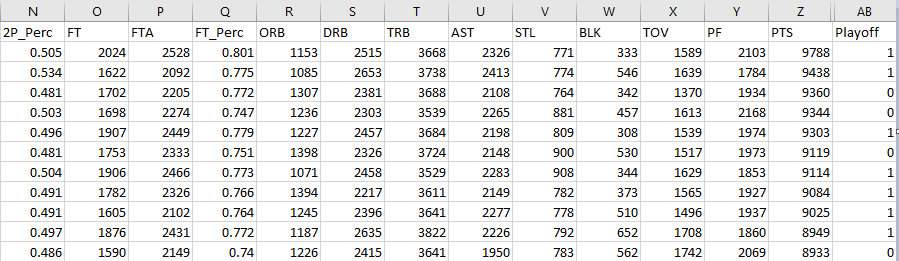 N O P Q R S T U V W X Y Z AB
2P_Perc FT FTA FT_Perc ORB DRB TRB AST STL BLK TOV PF PTS Playoff
0.505 2024 2528 0.801 1153 2515 3668 2326 771 333 1589 2103 9788 1
0.534 1622 2092 0.775 1085 2653 3738 2413 774 546 1639 1784 9438 1
0.481 1702 2205 0.772 1307 2381 3688 2108 764 342 1370 1934 9360 0
0.503 1698 2274 0.747 1236 2303 3539 2265 881 457 1613 2168 9344 0
0.496 1907 2449 0.779 1227 2457 3684 2198 809 308 1539 1974 9303 1
0.481 1753 2333 0.751 1398 2326 3724 2148 900 530 1517 1973 9119 0
0.504 1906 2466 0.773 1071 2458 3529 2283 908 344 1629 1853 9114 1
0.491 1782 2326 0.766 1394 2217 3611 2149 782 373 1565 1927 9084 1
0.491 1605 2102 0.764 1245 2396 3641 2277 778 510 1496 1937 9025 1
0.497 1876 2431 0.772 1187 2635 3822 2226 792 652 1708 1860 8949 1
0.486 1590 2149 0.74 1226 2415 3641 1950 783 562 1742 2069 8933 0